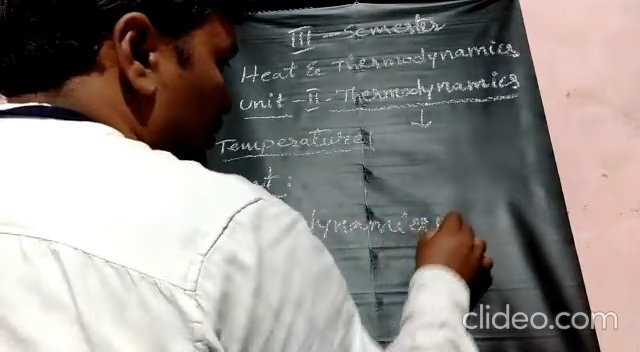 III - Semester
Heat & Thermodynamics
unit - II - Thermodynamics
Temperature
clideo.com